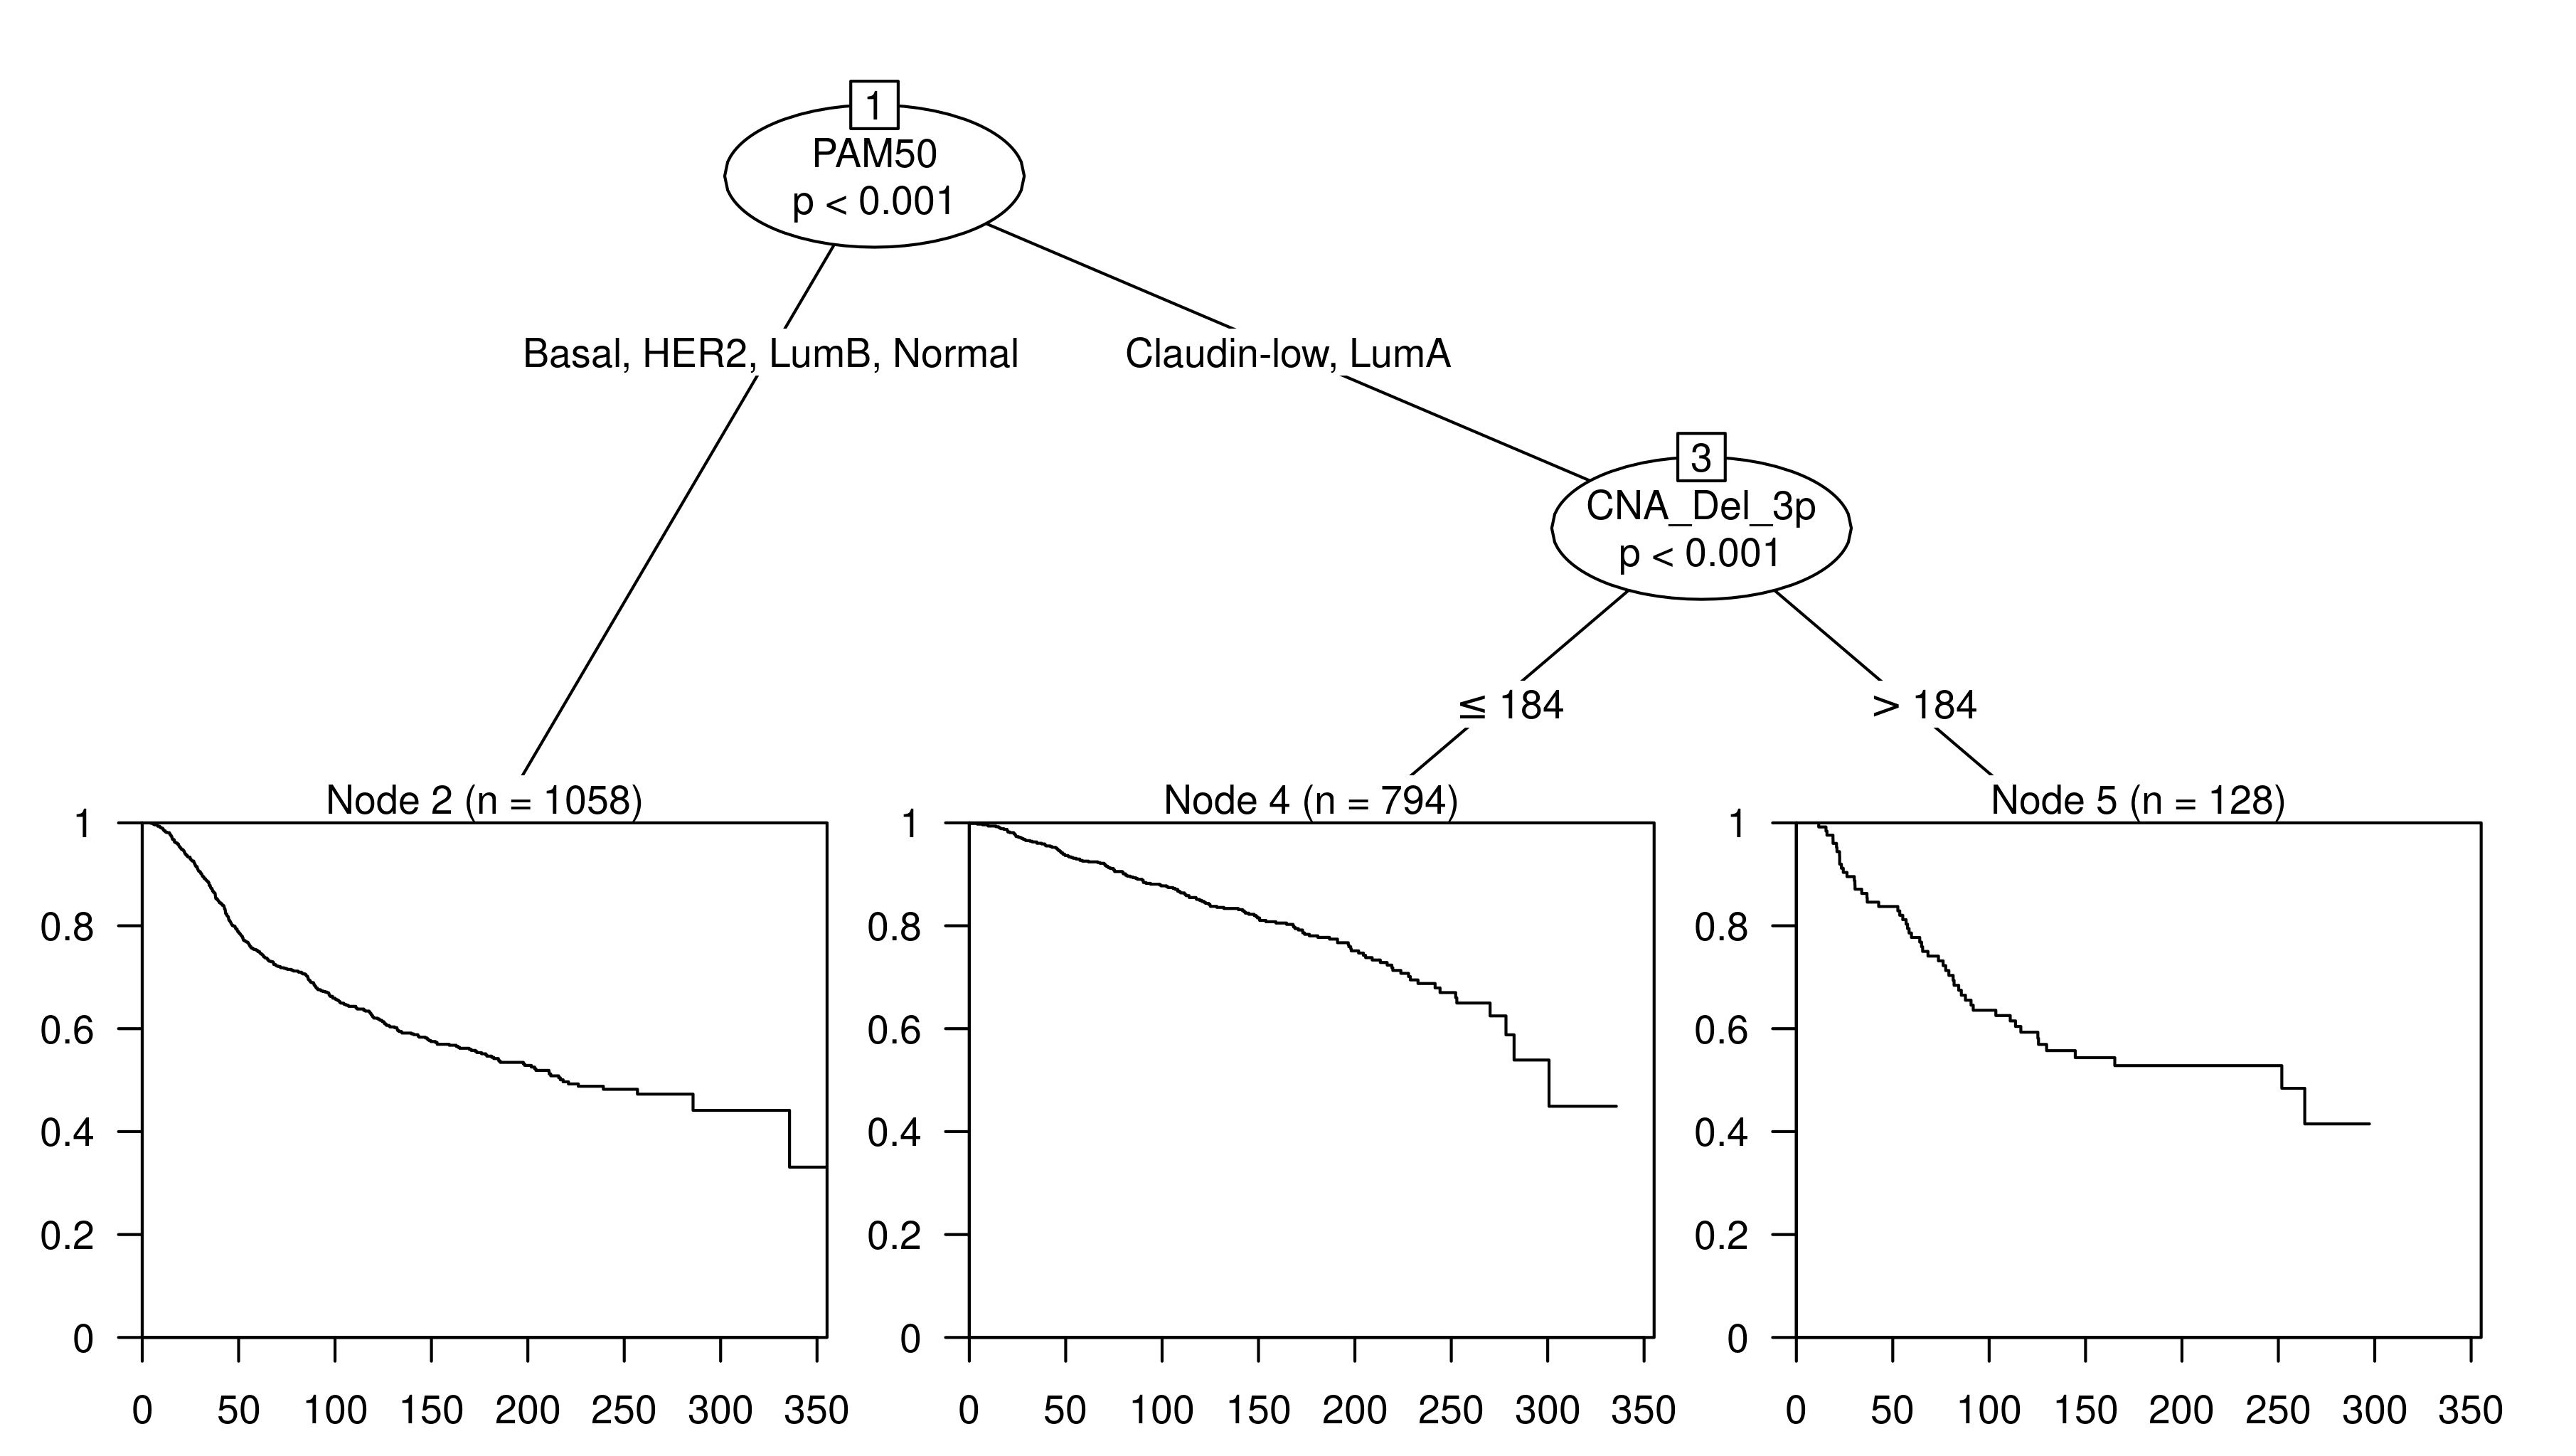 1
PAM50
p < 0.001
Basal, HER2, LumB, Normal
Claudin-low, LumA
3
CNA_Del_3p
p < 0.001
≤ 184
> 184
Node 2 (n = 1058)
1
0.8
0.6
0.4
0.2
0
0 50 100 150 200 250 300 350
Node 4 (n = 794)
1
0.8
0.6
0.4
0.2
0
0 50 100 150 200 250 300 350
Node 5 (n = 128)
1
0.8
0.6
0.4
0.2
0
0 50 100 150 200 250 300 350